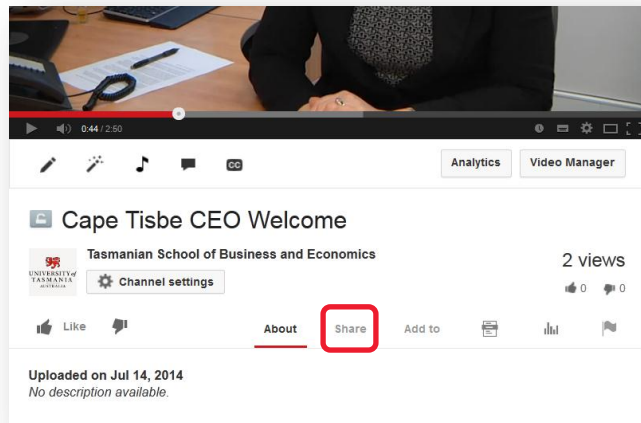 0:44 / 2:50
CC
Analytics
Video Manager
Cape Tisbe CEO Welcome
Tasmanian School of Business and Economics
UNIVERSITY of
TASMANIA
AUSTRALIA
Channel settings
2 views
0
0
Like
About
Share
Add to
Uploaded on Jul 14, 2014
No description available.